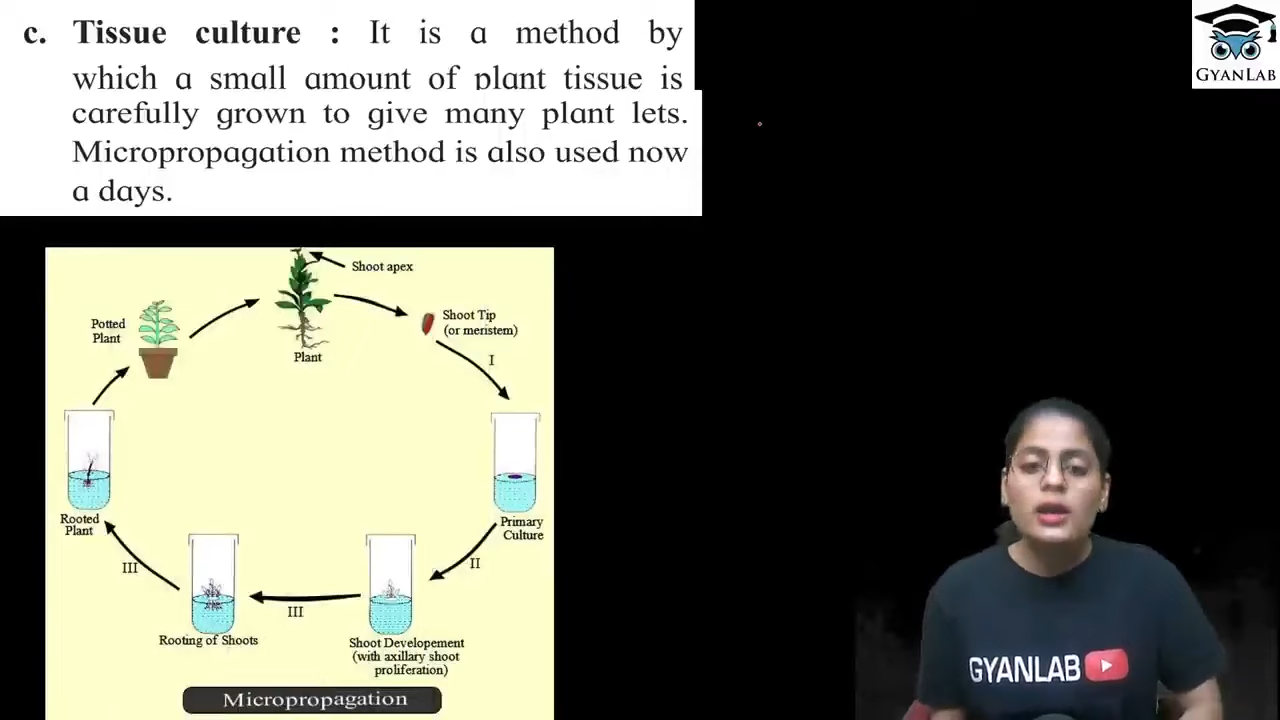 c. Tissue culture : It is a method by
which a small amount of plant tissue is
carefully grown to give many plant lets.
Micropropagation method is also used now
a days.
GYANLAB
Shoot apex
Potted
Plant
Shoot Tip
(or meristem)
Plant
I
Primary
Culture
Rooted
Plant
II
III
III
Rooting of Shoots
Shoot Developement
(with axillary shoot
proliferation)
Micropropagation
GYANLAB